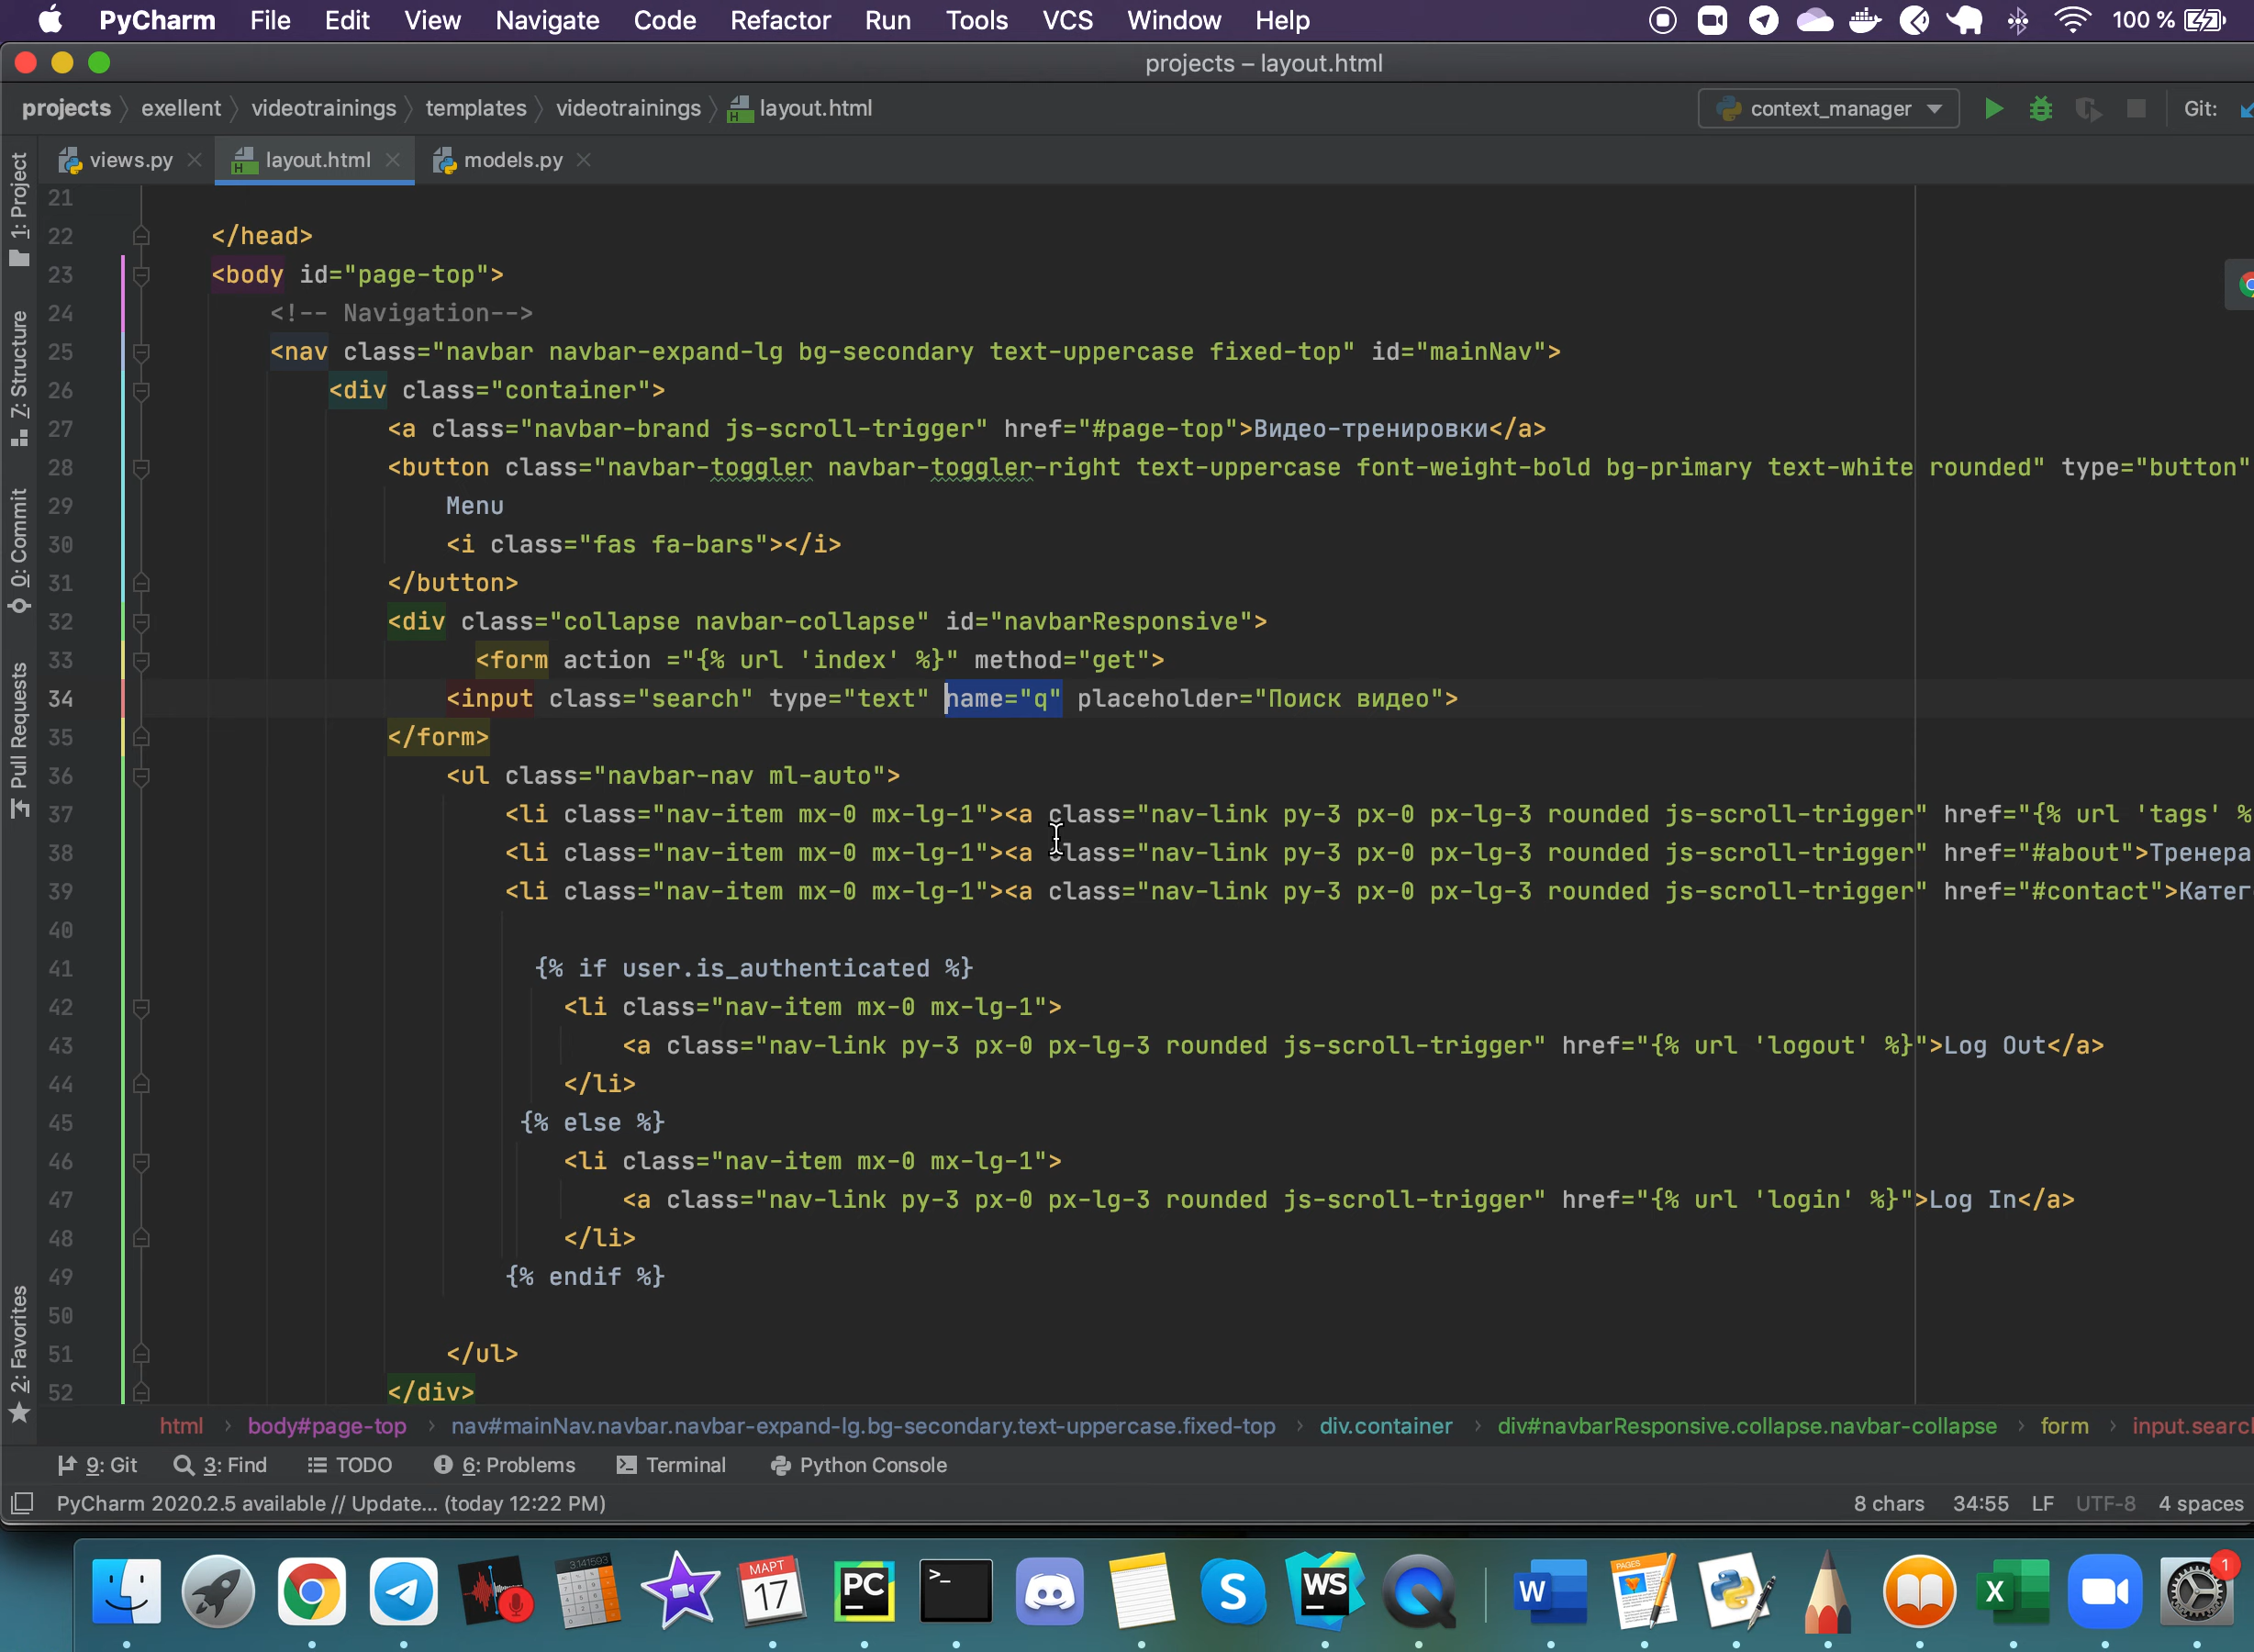 PyCharm File Edit View Navigate Code Refactor Run Tools VCS Window Help 100 %
projects – layout.html
projects exellent videotrainings templates videotrainings layout.html context_manager Git:
views.py layout.html models.py
1: Project
7: Structure
0: Commit
Pull Requests
2: Favorites
21
22 </head>
23 <body id="page-top">
24 <!-- Navigation-->
25 <nav class="navbar navbar-expand-lg bg-secondary text-uppercase fixed-top" id="mainNav">
26 <div class="container">
27 <a class="navbar-brand js-scroll-trigger" href="#page-top">Видео-тренировки</a>
28 <button class="navbar-toggler navbar-toggler-right text-uppercase font-weight-bold bg-primary text-white rounded" type="button"
29 Menu
30 <i class="fas fa-bars"></i>
31 </button>
32 <div class="collapse navbar-collapse" id="navbarResponsive">
33 <form action ="{% url 'index' %}" method="get">
34 <input class="search" type="text" name="q" placeholder="Поиск видео">
35 </form>
36 <ul class="navbar-nav ml-auto">
37 <li class="nav-item mx-0 mx-lg-1"><a class="nav-link py-3 px-0 px-lg-3 rounded js-scroll-trigger" href="{% url 'tags' %
38 <li class="nav-item mx-0 mx-lg-1"><a class="nav-link py-3 px-0 px-lg-3 rounded js-scroll-trigger" href="#about">Тренера
39 <li class="nav-item mx-0 mx-lg-1"><a class="nav-link py-3 px-0 px-lg-3 rounded js-scroll-trigger" href="#contact">Катег
40
41 {% if user.is_authenticated %}
42 <li class="nav-item mx-0 mx-lg-1">
43 <a class="nav-link py-3 px-0 px-lg-3 rounded js-scroll-trigger" href="{% url 'logout' %}">Log Out</a>
44 </li>
45 {% else %}
46 <li class="nav-item mx-0 mx-lg-1">
47 <a class="nav-link py-3 px-0 px-lg-3 rounded js-scroll-trigger" href="{% url 'login' %}">Log In</a>
48 </li>
49 {% endif %}
50
51 </ul>
52 </div>
html body#page-top nav#mainNav.navbar.navbar-expand-lg.bg-secondary.text-uppercase.fixed-top div.container div#navbarResponsive.collapse.navbar-collapse form input.search
9: Git 3: Find TODO 6: Problems Terminal Python Console
PyCharm 2020.2.5 available // Update... (today 12:22 PM) 8 chars 34:55 LF UTF-8 4 spaces
3.141593 МАРТ 17 PC >_ S WS W PAGES X 1